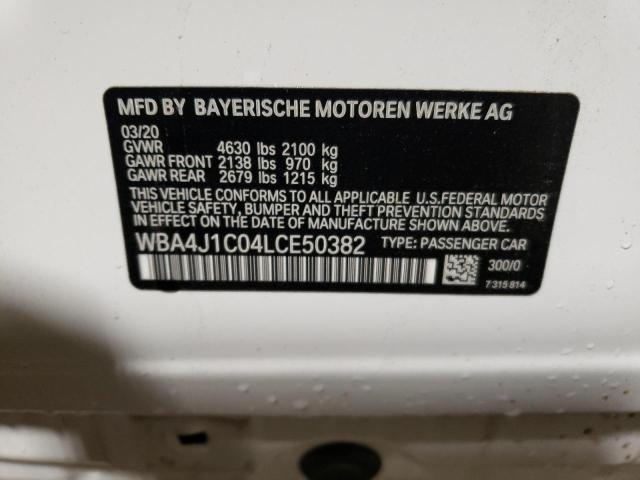 MFD BY BAYERISCHE MOTOREN WERKE AG
03/20
GVWR 4630 lbs 2100 kg
GAWR FRONT 2138 lbs 970 kg
GAWR REAR 2679 lbs 1215 kg
THIS VEHICLE CONFORMS TO ALL APPLICABLE U.S.FEDERAL MOTOR
VEHICLE SAFETY, BUMPER AND THEFT PREVENTION STANDARDS
IN EFFECT ON THE DATE OF MANUFACTURE SHOWN ABOVE.
WBA4J1C04LCE50382 TYPE: PASSENGER CAR
300/0
7 315 814